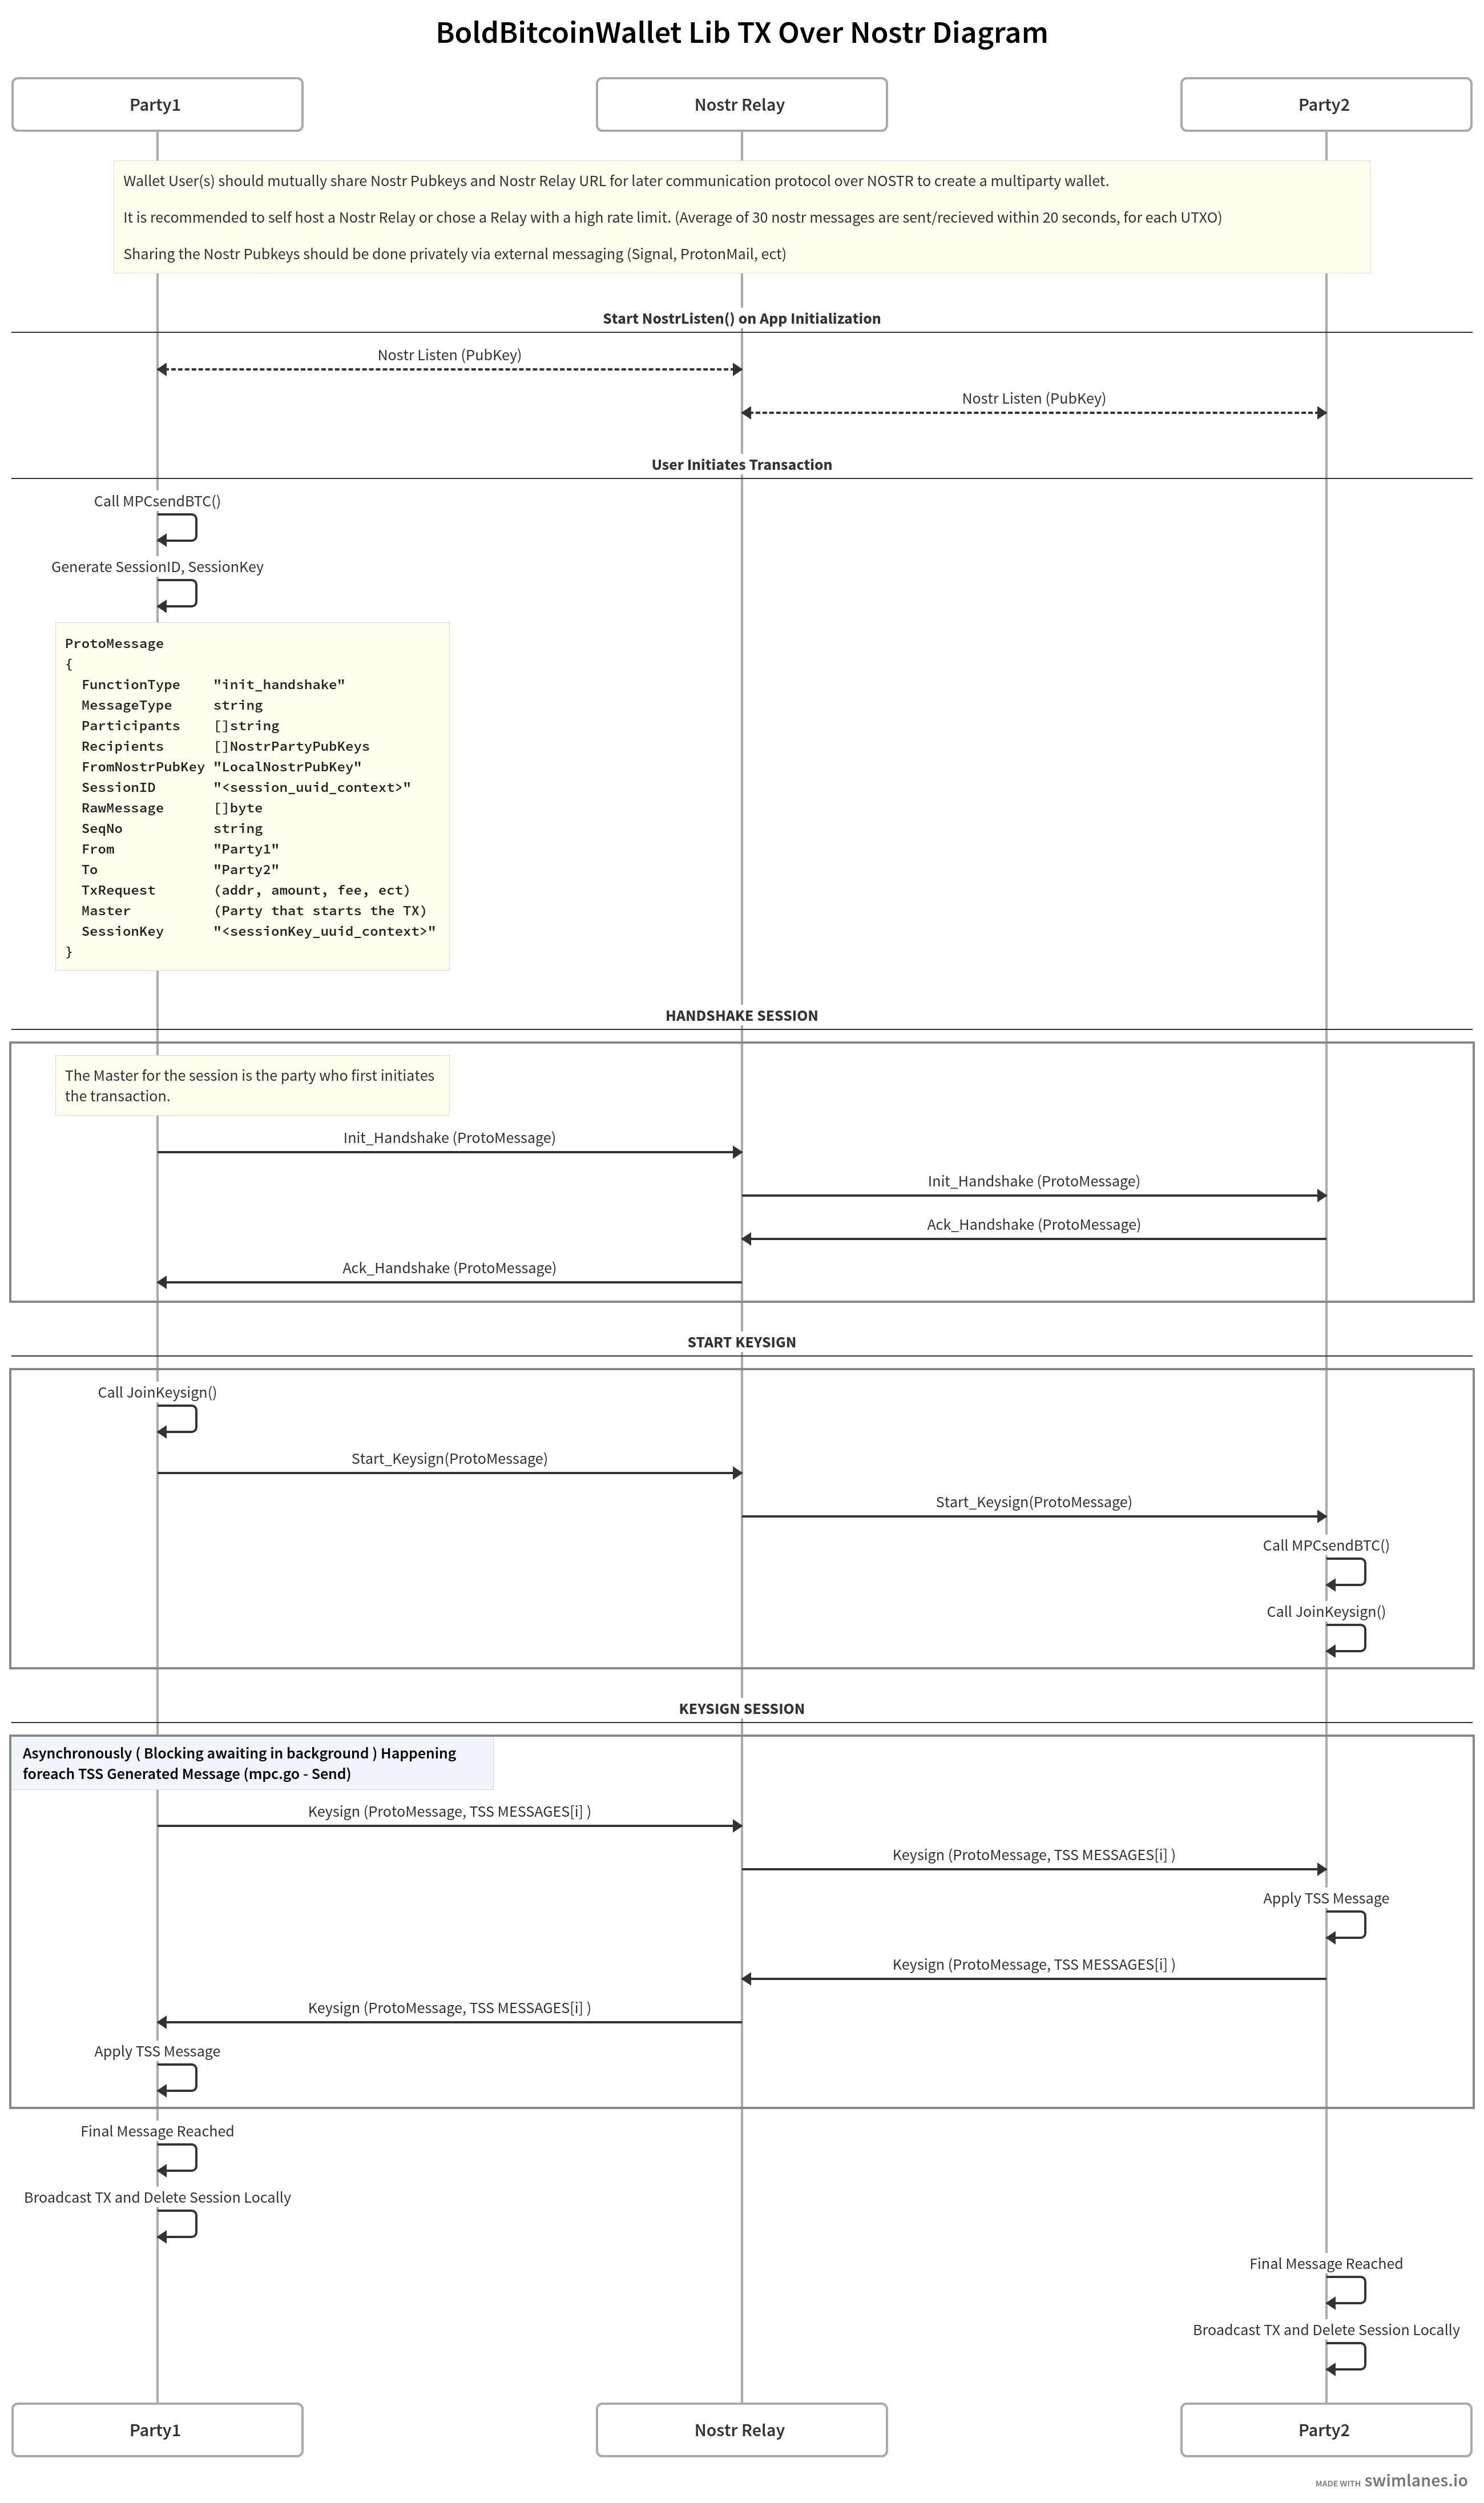 BoldBitcoinWallet Lib TX Over Nostr Diagram
Party1
Nostr Relay
Party2
Wallet User(s) should mutually share Nostr Pubkeys and Nostr Relay URL for later communication protocol over NOSTR to create a multiparty wallet.
It is recommended to self host a Nostr Relay or chose a Relay with a high rate limit. (Average of 30 nostr messages are sent/recieved within 20 seconds, for each UTXO)
Sharing the Nostr Pubkeys should be done privately via external messaging (Signal, ProtonMail, ect)
Start NostrListen() on App Initialization
Nostr Listen (PubKey)
Nostr Listen (PubKey)
User Initiates Transaction
Call MPCsendBTC()
Generate SessionID, SessionKey
ProtoMessage
{
  FunctionType    "init_handshake"
  MessageType     string
  Participants    []string
  Recipients      []NostrPartyPubKeys
  FromNostrPubKey "LocalNostrPubKey"
  SessionID       "<session_uuid_context>"
  RawMessage      []byte
  SeqNo           string
  From            "Party1"
  To              "Party2"
  TxRequest       (addr, amount, fee, ect)
  Master          (Party that starts the TX)
  SessionKey      "<sessionKey_uuid_context>"
}
HANDSHAKE SESSION
The Master for the session is the party who first initiates
the transaction.
Init_Handshake (ProtoMessage)
Init_Handshake (ProtoMessage)
Ack_Handshake (ProtoMessage)
Ack_Handshake (ProtoMessage)
START KEYSIGN
Call JoinKeysign()
Start_Keysign(ProtoMessage)
Start_Keysign(ProtoMessage)
Call MPCsendBTC()
Call JoinKeysign()
KEYSIGN SESSION
Asynchronously ( Blocking awaiting in background ) Happening
foreach TSS Generated Message (mpc.go - Send)
Keysign (ProtoMessage, TSS MESSAGES[i] )
Keysign (ProtoMessage, TSS MESSAGES[i] )
Apply TSS Message
Keysign (ProtoMessage, TSS MESSAGES[i] )
Keysign (ProtoMessage, TSS MESSAGES[i] )
Apply TSS Message
Final Message Reached
Broadcast TX and Delete Session Locally
Final Message Reached
Broadcast TX and Delete Session Locally
Party1
Nostr Relay
Party2
MADE WITH swimlanes.io